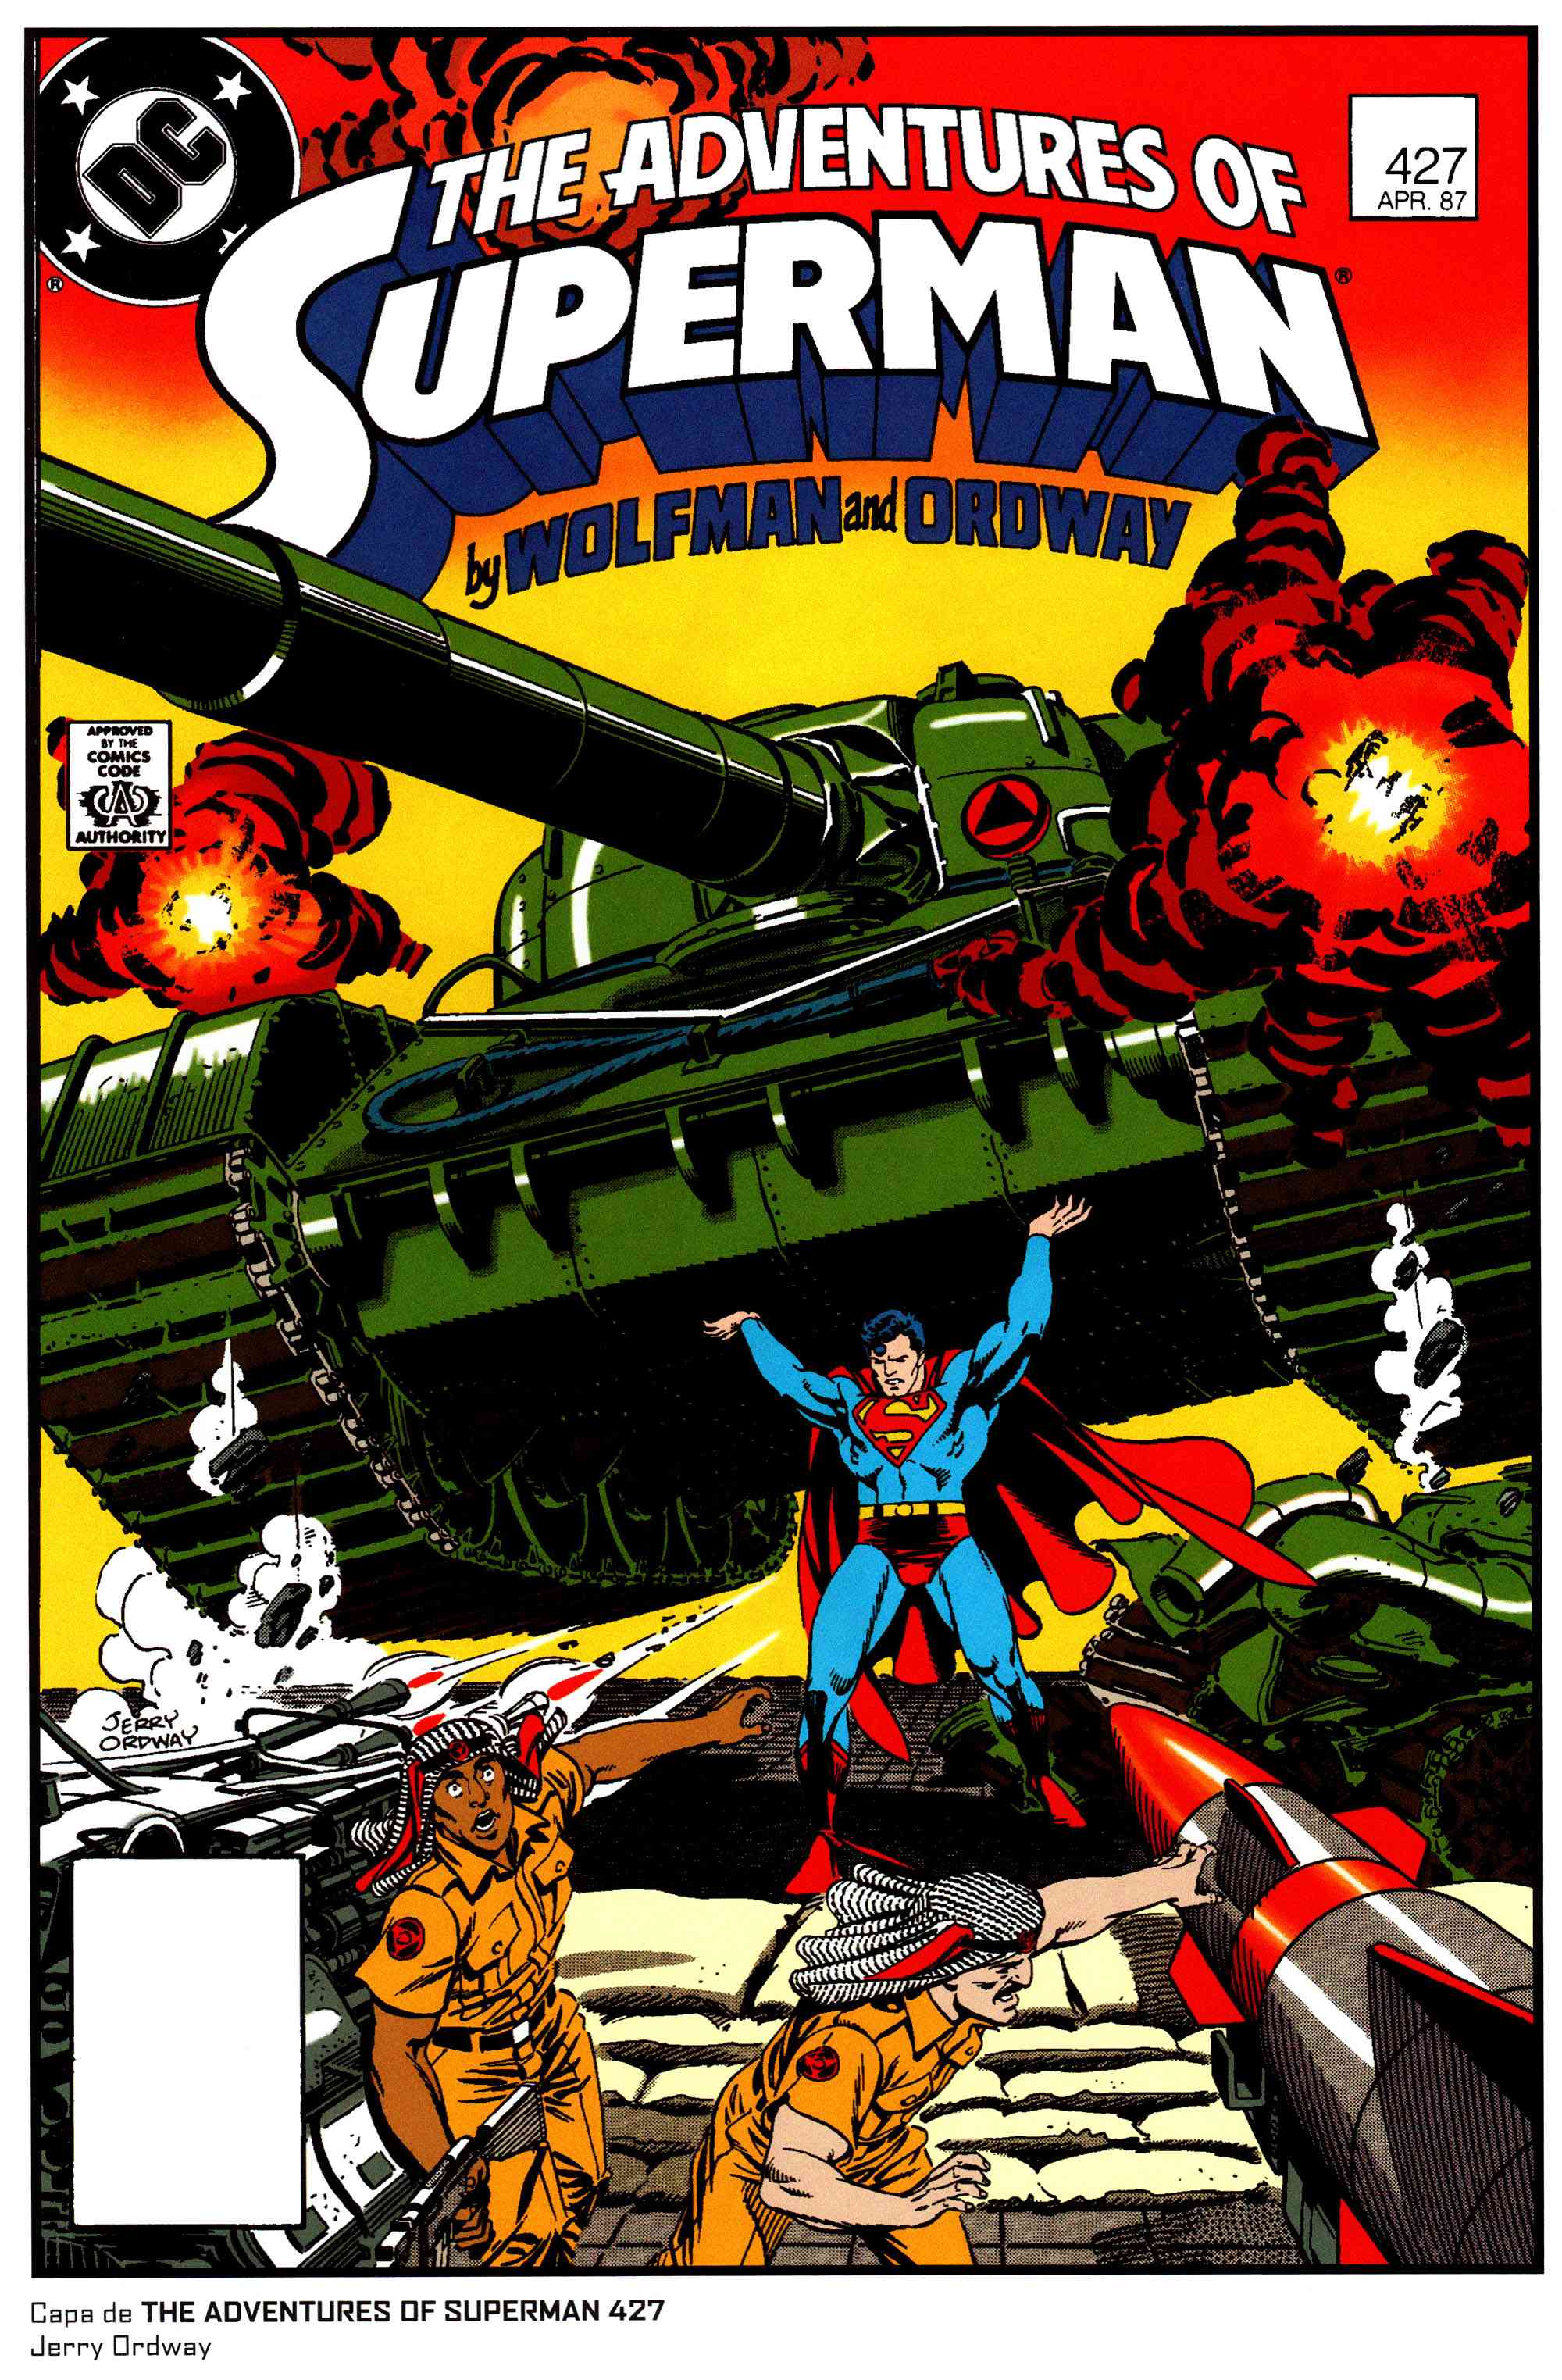 DC
THE ADVENTURES OF
SUPERMAN
®
®
427
APR. 87
by WOLFMAN and ORDWAY
APPROVED
BY THE
COMICS
CODE
AUTHORITY
S
JERRY
ORDWAY
Capa de THE ADVENTURES OF SUPERMAN 427
Jerry Ordway